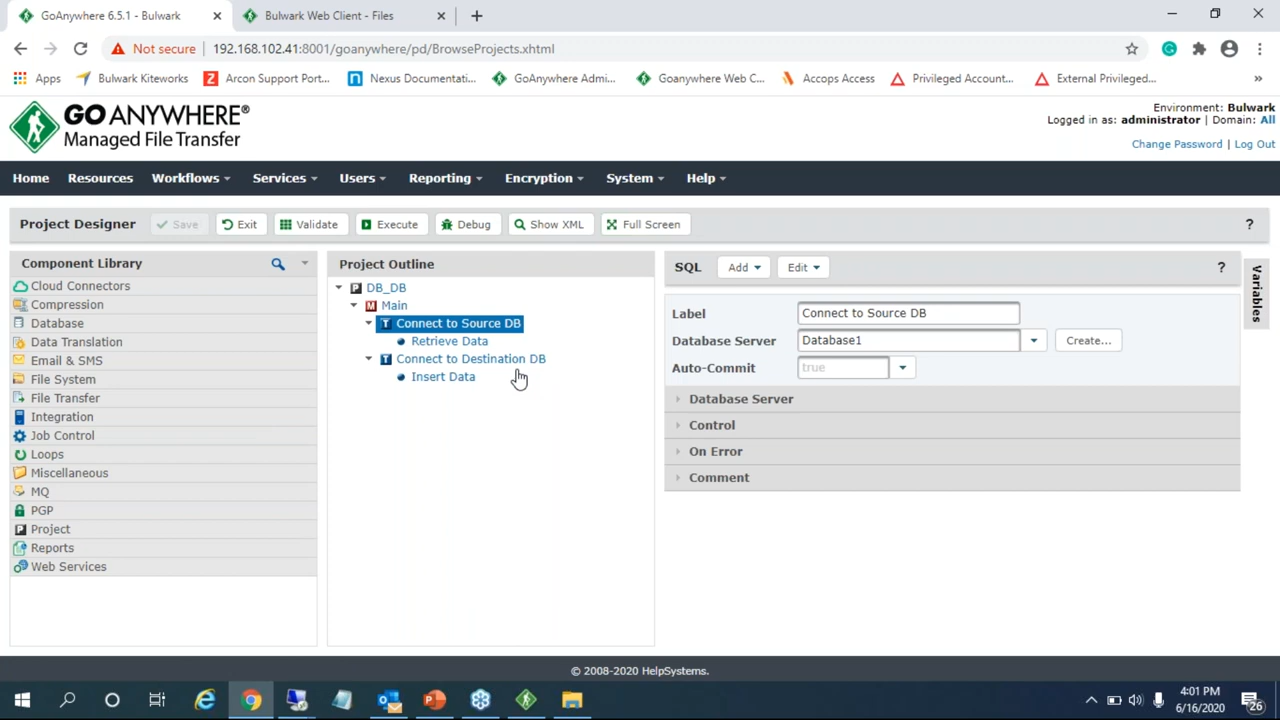 GoAnywhere 6.5.1 - Bulwark
Bulwark Web Client - Files
Not secure 192.168.102.41:8001/goanywhere/pd/BrowseProjects.xhtml
Apps Bulwark Kiteworks Arcon Support Port... Nexus Documentati... GoAnywhere Admi... Goanywhere Web C... Accops Access Privileged Account... External Privileged... »
GOANYWHERE®
Managed File Transfer
Environment: Bulwark
Logged in as: administrator | Domain: All
Change Password | Log Out
Home Resources Workflows Services Users Reporting Encryption System Help
Project Designer Save Exit Validate Execute Debug Show XML Full Screen ?
Component Library
Cloud Connectors
Compression
Database
Data Translation
Email & SMS
File System
File Transfer
Integration
Job Control
Loops
Miscellaneous
MQ
PGP
Project
Reports
Web Services
Project Outline
P DB_DB
M Main
T Connect to Source DB
Retrieve Data
T Connect to Destination DB
Insert Data
SQL Add Edit ?
Label Connect to Source DB
Database Server Database1 Create...
Auto-Commit true
Database Server
Control
On Error
Comment
Variables
© 2008-2020 HelpSystems.
4:01 PM
6/16/2020
26